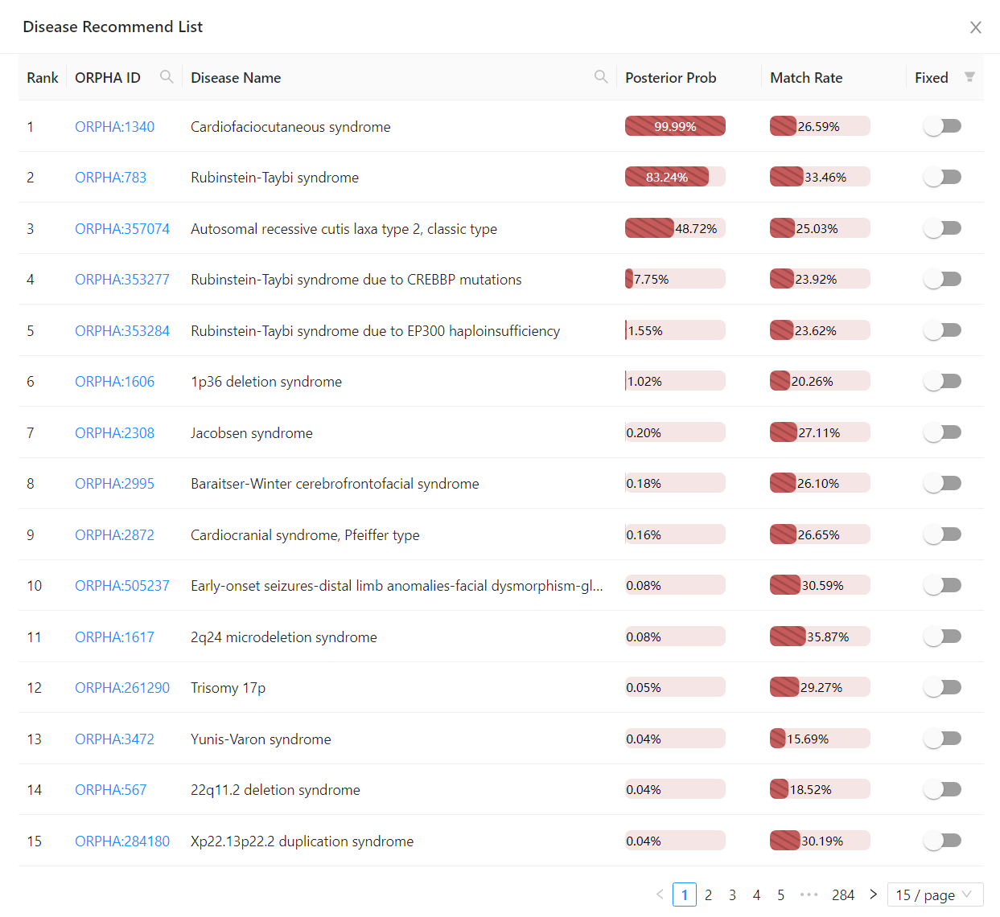 Disease Recommend List
Rank ORPHA ID Disease Name Posterior Prob Match Rate Fixed
1 ORPHA:1340 Cardiofaciocutaneous syndrome 99.99% 26.59%
2 ORPHA:783 Rubinstein-Taybi syndrome 83.24% 33.46%
3 ORPHA:357074 Autosomal recessive cutis laxa type 2, classic type 48.72% 25.03%
4 ORPHA:353277 Rubinstein-Taybi syndrome due to CREBBP mutations 7.75% 23.92%
5 ORPHA:353284 Rubinstein-Taybi syndrome due to EP300 haploinsufficiency 1.55% 23.62%
6 ORPHA:1606 1p36 deletion syndrome 1.02% 20.26%
7 ORPHA:2308 Jacobsen syndrome 0.20% 27.11%
8 ORPHA:2995 Baraitser-Winter cerebrofrontofacial syndrome 0.18% 26.10%
9 ORPHA:2872 Cardiocranial syndrome, Pfeiffer type 0.16% 26.65%
10 ORPHA:505237 Early-onset seizures-distal limb anomalies-facial dysmorphism-gl... 0.08% 30.59%
11 ORPHA:1617 2q24 microdeletion syndrome 0.08% 35.87%
12 ORPHA:261290 Trisomy 17p 0.05% 29.27%
13 ORPHA:3472 Yunis-Varon syndrome 0.04% 15.69%
14 ORPHA:567 22q11.2 deletion syndrome 0.04% 18.52%
15 ORPHA:284180 Xp22.13p22.2 duplication syndrome 0.04% 30.19%
< 1 2 3 4 5 ••• 284 > 15 / page